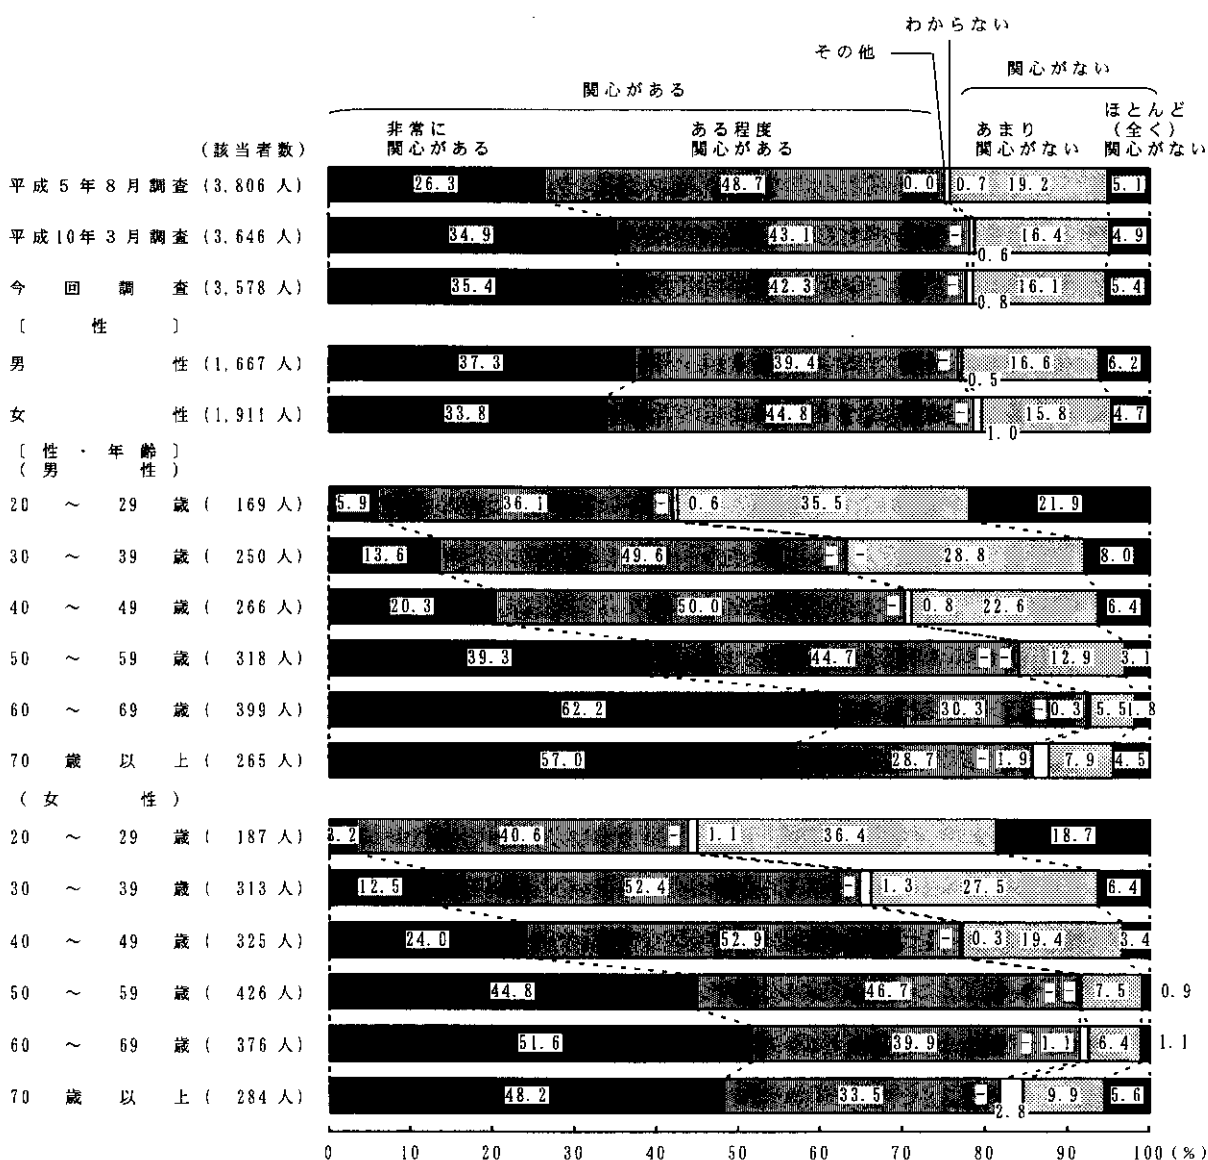 わからない
その他
関心がない
関心がある
ほとんど
非常に ある程度 あまり (全く)
(該当者数) 関心がある 関心がある 関心がない 関心がない
平成5年8月調査 (3,806人) 26.3 48.7 0.0 0.7 19.2 5.1
平成10年3月調査 (3,646人) 34.9 43.1 - 0.6 16.4 4.9
今回調査 (3,578人) 35.4 42.3 - 0.8 16.1 5.4
〔 性 〕
男性 (1,667人) 37.3 39.4 - 0.5 16.6 6.2
女性 (1,911人) 33.8 44.8 - 1.0 15.8 4.7
〔性・年齢〕
(男性)
20～29歳 (169人) 5.9 36.1 - 0.6 35.5 21.9
30～39歳 (250人) 13.6 49.6 - - 28.8 8.0
40～49歳 (266人) 20.3 50.0 - 0.8 22.6 6.4
50～59歳 (318人) 39.3 44.7 - - 12.9 3.1
60～69歳 (399人) 62.2 30.3 - 0.3 5.5 1.8
70歳以上 (265人) 57.0 28.7 - 1.9 7.9 4.5
(女性)
20～29歳 (187人) 3.2 40.6 - 1.1 36.4 18.7
30～39歳 (313人) 12.5 52.4 - 1.3 27.5 6.4
40～49歳 (325人) 24.0 52.9 - 0.3 19.4 3.4
50～59歳 (426人) 44.8 46.7 - - 7.5 0.9
60～69歳 (376人) 51.6 39.9 - 1.1 6.4 1.1
70歳以上 (284人) 48.2 33.5 - 2.8 9.9 5.6
0 10 20 30 40 50 60 70 80 90 100 (%)